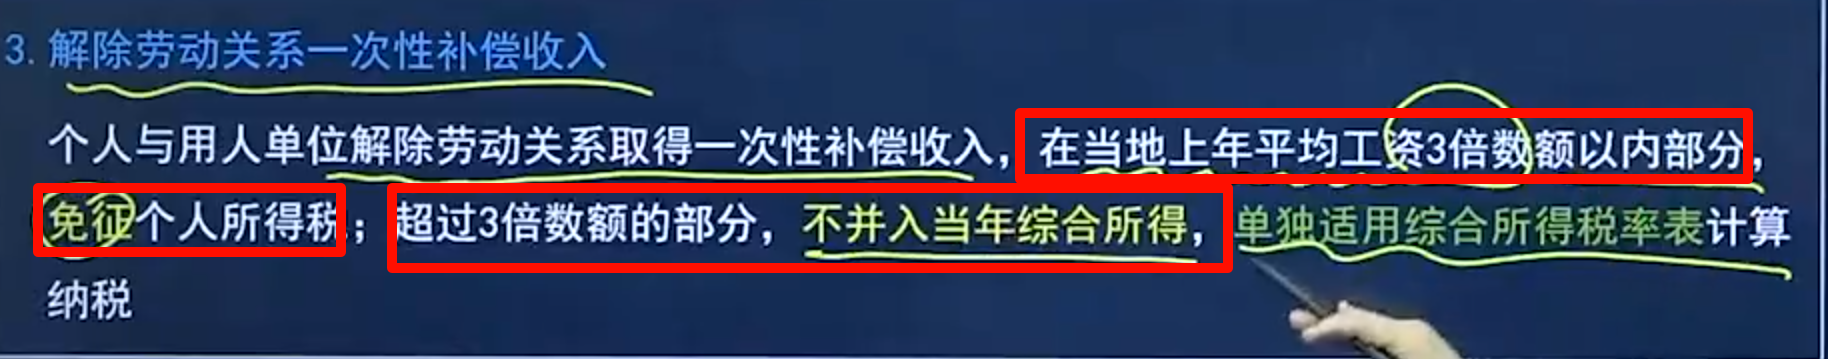 3. 解除劳动关系一次性补偿收入
个人与用人单位解除劳动关系取得一次性补偿收入，在当地上年平均工资3倍数额以内部分，
免征个人所得税；超过3倍数额的部分，不并入当年综合所得，单独适用综合所得税率表计算
纳税